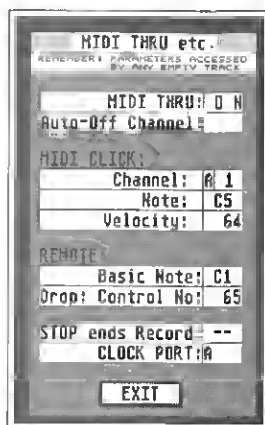 MIDI THRU etc.
REMEMBER! PARAMETERS ACCESSED
BY ANY EMPTY TRACK
MIDI THRU: O N
Auto-Off Channel:
MIDI CLICK:
Channel: A 1
Note: C5
Velocity: 64
REMOTE:
Basic Note: C1
Drop: Control No: 65
STOP ends Record: --
CLOCK PORT: A
EXIT